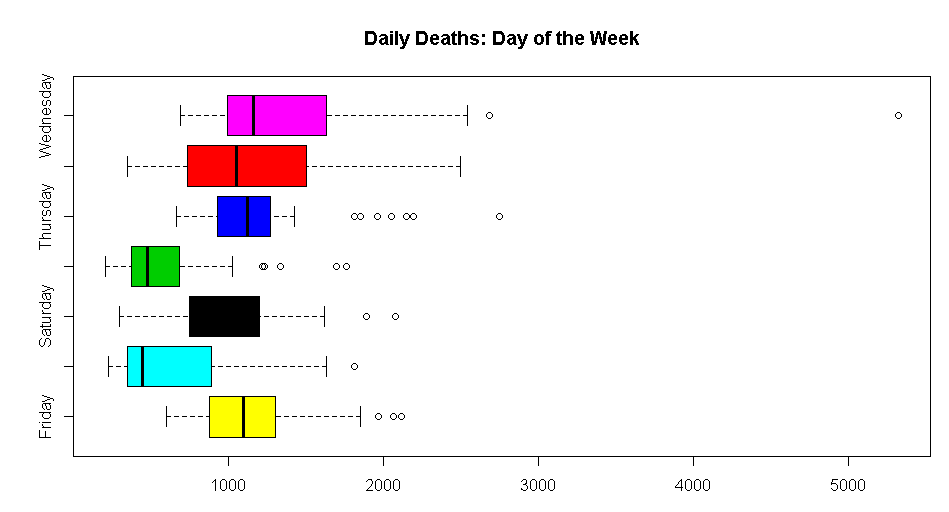 Daily Deaths: Day of the Week
Wednesday
Thursday
Saturday
Friday
1000 2000 3000 4000 5000